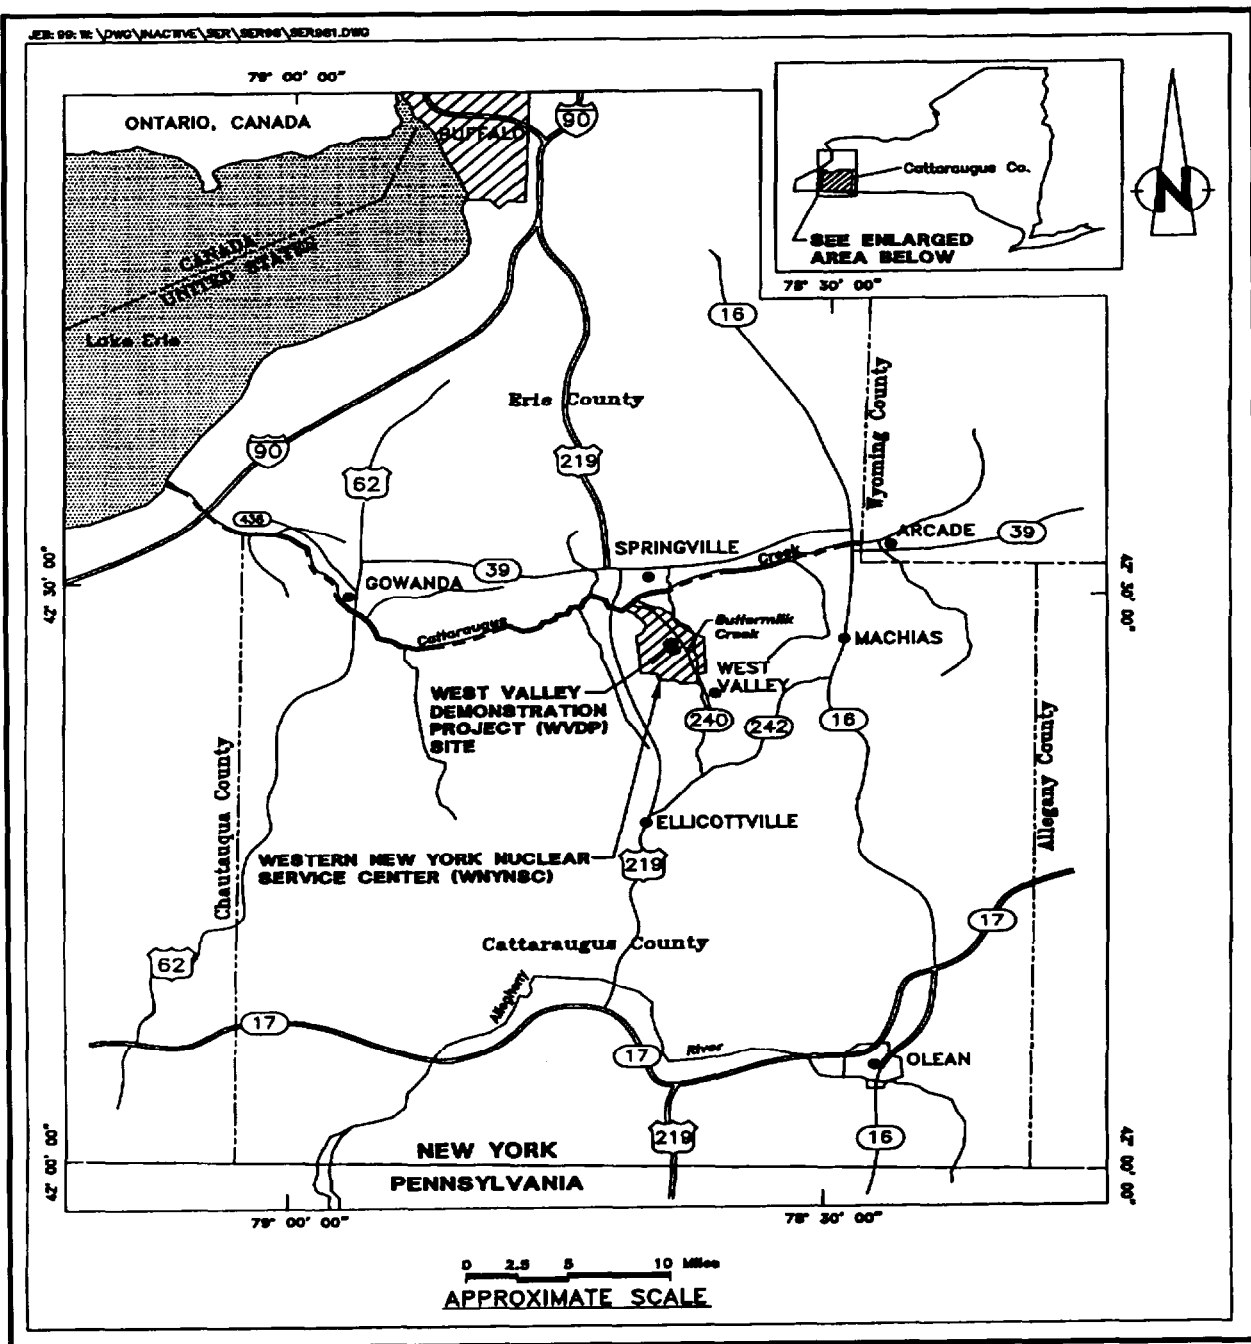 JEB: 99: W: \DWG\INACTIVE\SER\SER98\SER981.DWG
79° 00' 00"
ONTARIO, CANADA
BUFFALO
90
Cattaraugus Co.
N
SEE ENLARGED
AREA BELOW
CANADA
UNITED STATES
78° 30' 00"
16
Lake Erie
Erie County
Wyoming County
90
219
62
438
SPRINGVILLE
Creek
ARCADE
39
42° 30' 00"
GOWANDA
39
42° 30' 00"
Cattaraugus
Buttermilk
Creek
MACHIAS
WEST
VALLEY
WEST VALLEY
DEMONSTRATION
PROJECT (WVDP)
SITE
240
242
16
Chautauqua County
Allegany County
ELLICOTTVILLE
WESTERN NEW YORK NUCLEAR
SERVICE CENTER (WNYNSC)
219
17
Cattaraugus County
62
Allegheny
17
17
River
OLEAN
219
16
42° 00' 00"
NEW YORK
42° 00' 00"
PENNSYLVANIA
79° 00' 00"
78° 30' 00"
0 2.5 5 10 Miles
APPROXIMATE SCALE